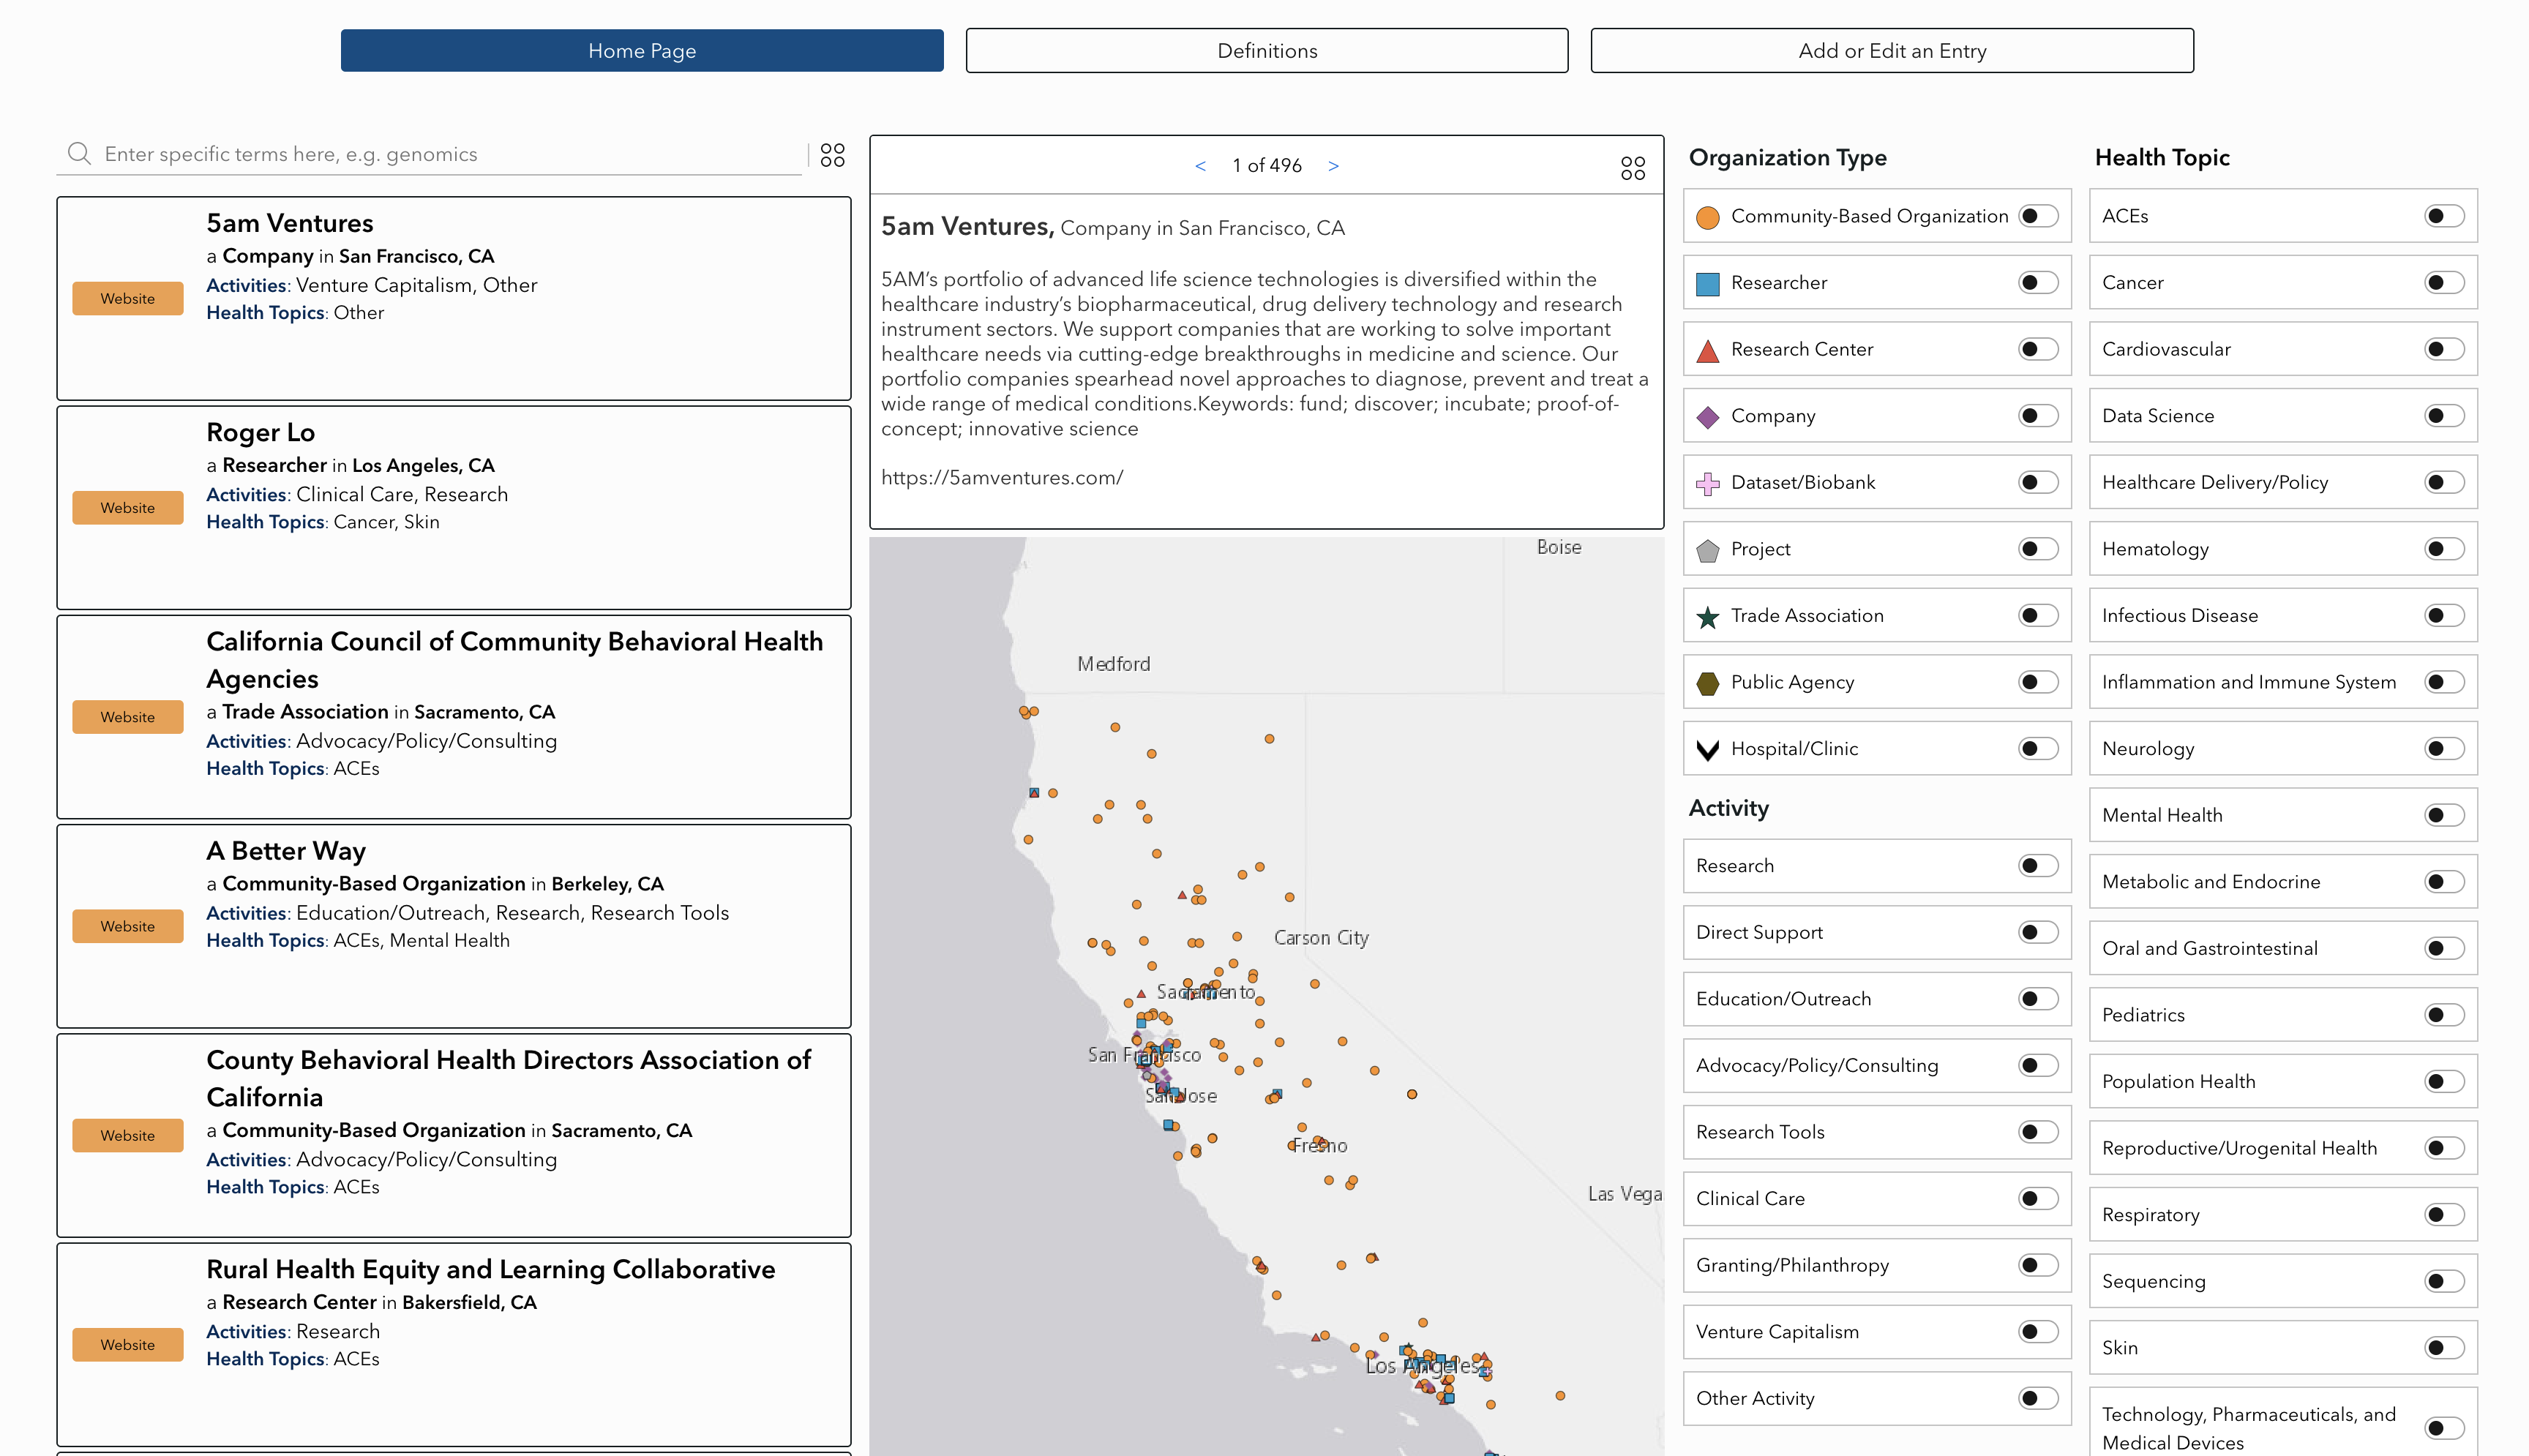 Home Page
Definitions
Add or Edit an Entry
Enter specific terms here, e.g. genomics
5am Ventures
a Company in San Francisco, CA
Activities: Venture Capitalism, Other
Health Topics: Other
Website
Roger Lo
a Researcher in Los Angeles, CA
Activities: Clinical Care, Research
Health Topics: Cancer, Skin
Website
California Council of Community Behavioral Health
Agencies
a Trade Association in Sacramento, CA
Activities: Advocacy/Policy/Consulting
Health Topics: ACEs
Website
A Better Way
a Community-Based Organization in Berkeley, CA
Activities: Education/Outreach, Research, Research Tools
Health Topics: ACEs, Mental Health
Website
County Behavioral Health Directors Association of
California
a Community-Based Organization in Sacramento, CA
Activities: Advocacy/Policy/Consulting
Health Topics: ACEs
Website
Rural Health Equity and Learning Collaborative
a Research Center in Bakersfield, CA
Activities: Research
Health Topics: ACEs
Website
< 1 of 496 >
5am Ventures, Company in San Francisco, CA
5AM's portfolio of advanced life science technologies is diversified within the
healthcare industry's biopharmaceutical, drug delivery technology and research
instrument sectors. We support companies that are working to solve important
healthcare needs via cutting-edge breakthroughs in medicine and science. Our
portfolio companies spearhead novel approaches to diagnose, prevent and treat a
wide range of medical conditions.Keywords: fund; discover; incubate; proof-of-
concept; innovative science
https://5amventures.com/
Boise
Medford
Carson City
Sacramento
San Francisco
San Jose
Fresno
Las Vega
Los Angeles
Organization Type
Community-Based Organization
Researcher
Research Center
Company
Dataset/Biobank
Project
Trade Association
Public Agency
Hospital/Clinic
Activity
Research
Direct Support
Education/Outreach
Advocacy/Policy/Consulting
Research Tools
Clinical Care
Granting/Philanthropy
Venture Capitalism
Other Activity
Health Topic
ACEs
Cancer
Cardiovascular
Data Science
Healthcare Delivery/Policy
Hematology
Infectious Disease
Inflammation and Immune System
Neurology
Mental Health
Metabolic and Endocrine
Oral and Gastrointestinal
Pediatrics
Population Health
Reproductive/Urogenital Health
Respiratory
Sequencing
Skin
Technology, Pharmaceuticals, and
Medical Devices